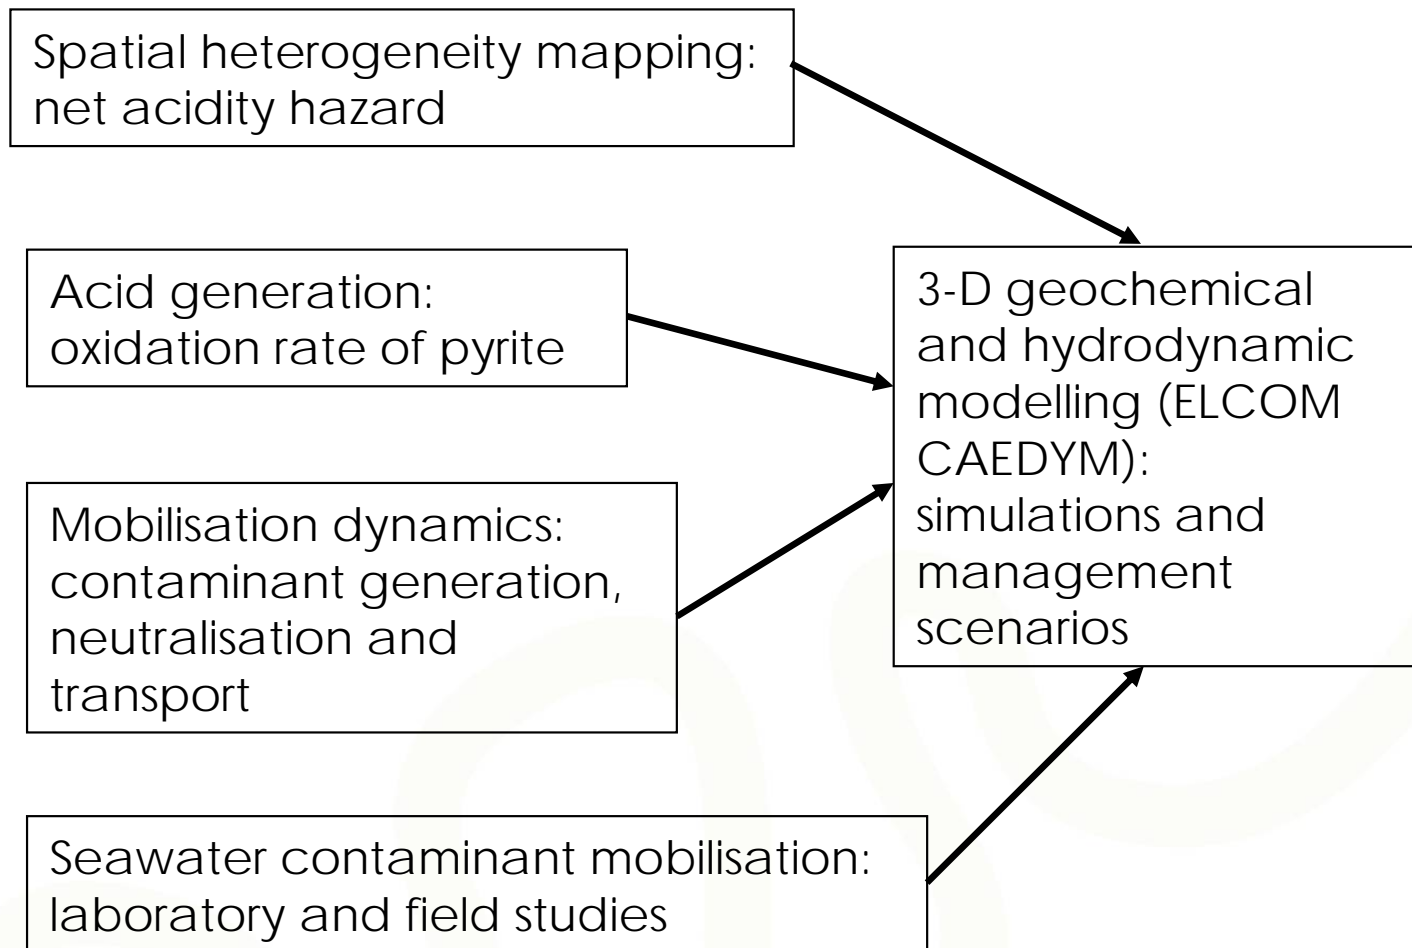 Spatial heterogeneity mapping:
net acidity hazard
Acid generation:
oxidation rate of pyrite
Mobilisation dynamics:
contaminant generation,
neutralisation and
transport
Seawater contaminant mobilisation:
laboratory and field studies
3-D geochemical
and hydrodynamic
modelling (ELCOM
CAEDYM):
simulations and
management
scenarios